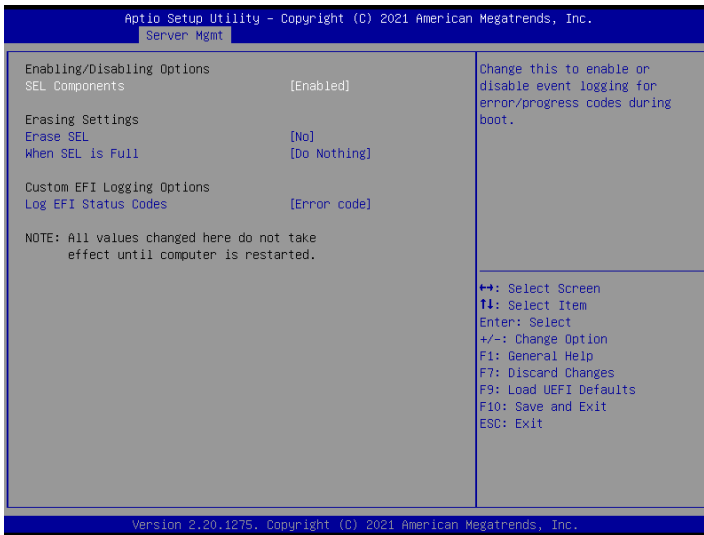 Aptio Setup Utility – Copyright (C) 2021 American Megatrends, Inc.
Server Mgmt
Enabling/Disabling Options
SEL Components [Enabled]
Erasing Settings
Erase SEL [No]
When SEL is Full [Do Nothing]
Custom EFI Logging Options
Log EFI Status Codes [Error code]
NOTE: All values changed here do not take
effect until computer is restarted.
Change this to enable or
disable event logging for
error/progress codes during
boot.
↔: Select Screen
↑↓: Select Item
Enter: Select
+/-: Change Option
F1: General Help
F7: Discard Changes
F9: Load UEFI Defaults
F10: Save and Exit
ESC: Exit
Version 2.20.1275. Copyright (C) 2021 American Megatrends, Inc.